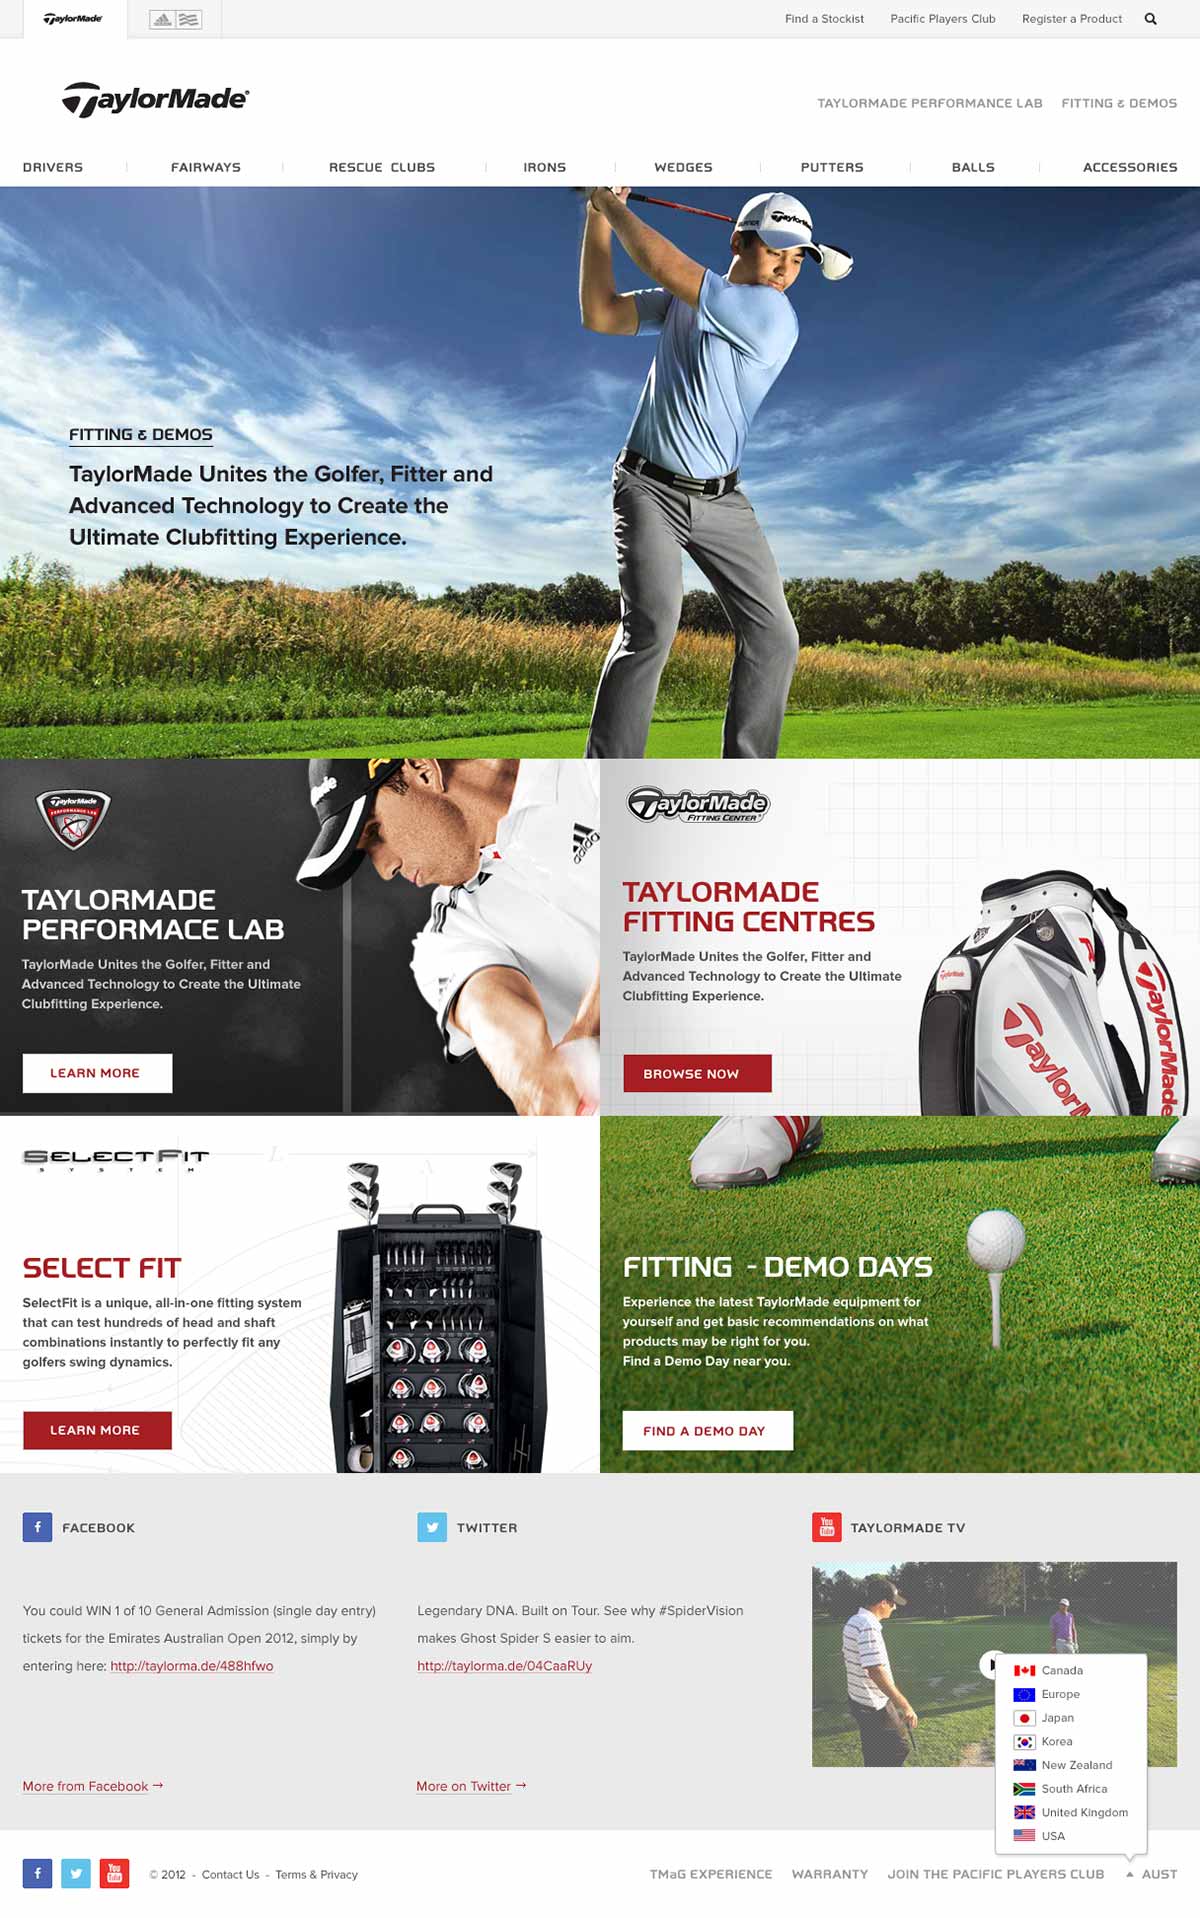 TaylorMade
Find a Stockist
Pacific Players Club
Register a Product
TaylorMade
TAYLORMADE PERFORMANCE LAB
FITTING & DEMOS
DRIVERS
FAIRWAYS
RESCUE CLUBS
IRONS
WEDGES
PUTTERS
BALLS
ACCESSORIES
FITTING & DEMOS
TaylorMade Unites the Golfer, Fitter and
Advanced Technology to Create the
Ultimate Clubfitting Experience.
TaylorMade
PERFORMANCE LAB
adidas
TAYLORMADE
PERFORMACE LAB
TaylorMade Unites the Golfer, Fitter and
Advanced Technology to Create the Ultimate
Clubfitting Experience.
LEARN MORE
TaylorMade
FITTING CENTER
TAYLORMADE
FITTING CENTRES
TaylorMade Unites the Golfer, Fitter and
Advanced Technology to Create the Ultimate
Clubfitting Experience.
BROWSE NOW
TaylorMade
TaylorMade
SELECTFIT
SYSTEM
SELECT FIT
SelectFit is a unique, all-in-one fitting system
that can test hundreds of head and shaft
combinations instantly to perfectly fit any
golfers swing dynamics.
LEARN MORE
FITTING - DEMO DAYS
Experience the latest TaylorMade equipment for
yourself and get basic recommendations on what
products may be right for you.
Find a Demo Day near you.
FIND A DEMO DAY
FACEBOOK
You could WIN 1 of 10 General Admission (single day entry)
tickets for the Emirates Australian Open 2012, simply by
entering here: http://taylorma.de/488hfwo
More from Facebook →
TWITTER
Legendary DNA. Built on Tour. See why #SpiderVision
makes Ghost Spider S easier to aim.
http://taylorma.de/04CaaRUy
More on Twitter →
You Tube
TAYLORMADE TV
Canada
Europe
Japan
Korea
New Zealand
South Africa
United Kingdom
USA
You Tube
© 2012 - Contact Us - Terms & Privacy
TMaG EXPERIENCE
WARRANTY
JOIN THE PACIFIC PLAYERS CLUB
AUST